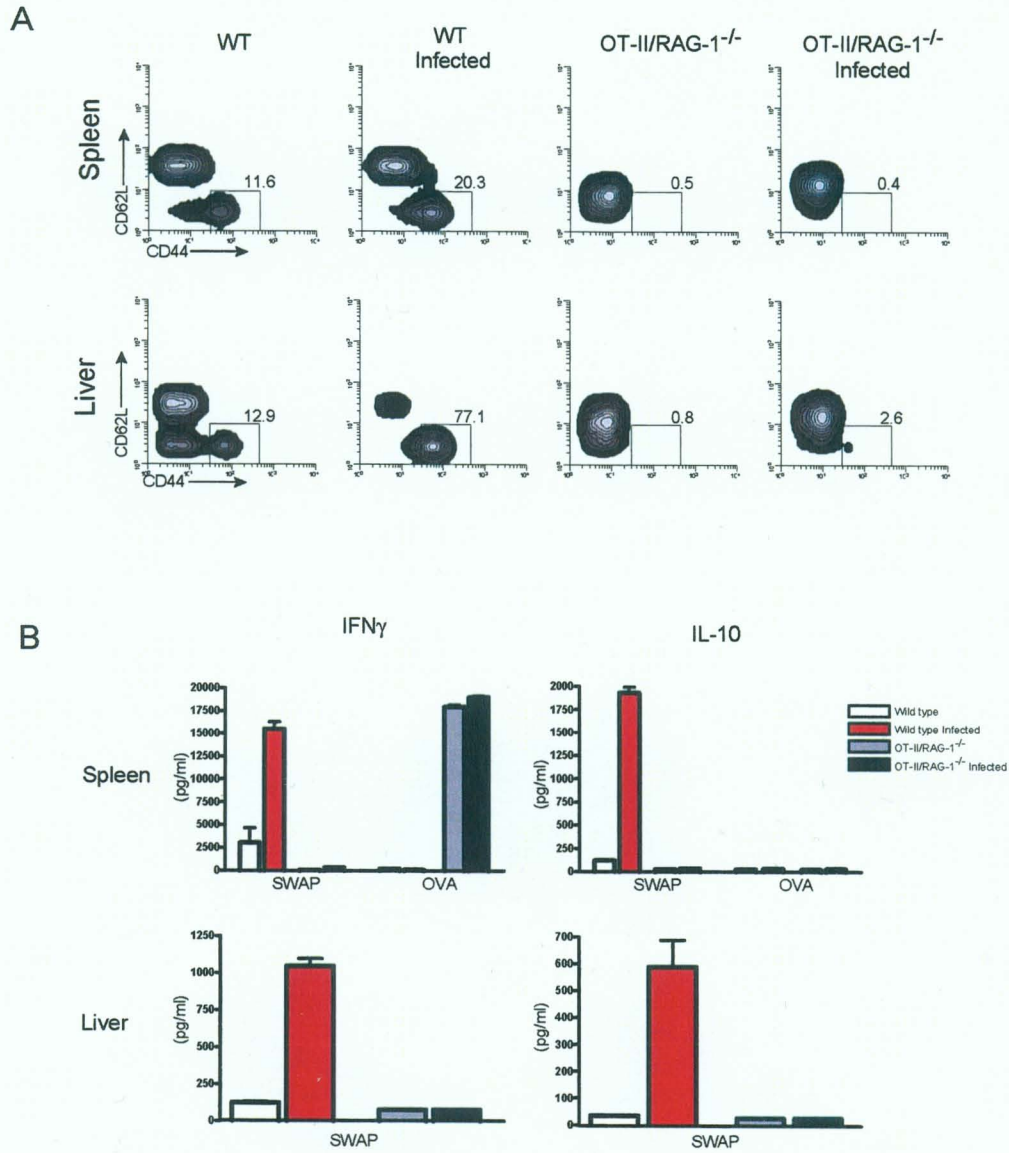 A
WT
WT
Infected
OT-II/RAG-1-/-
OT-II/RAG-1-/-
Infected
Spleen
CD62L
CD44
11.6
20.3
0.5
0.4
Liver
CD62L
CD44
12.9
77.1
0.8
2.6
B
IFNγ
IL-10
Spleen
(pg/ml)
20000
17500
15000
12500
10000
7500
5000
2500
0
SWAP
OVA
(pg/ml)
2000
1750
1500
1250
1000
750
500
250
0
SWAP
OVA
Wild type
Wild type Infected
OT-II/RAG-1-/-
OT-II/RAG-1-/- Infected
Liver
(pg/ml)
1250
1000
750
500
250
0
SWAP
(pg/ml)
700
600
500
400
300
200
100
0
SWAP